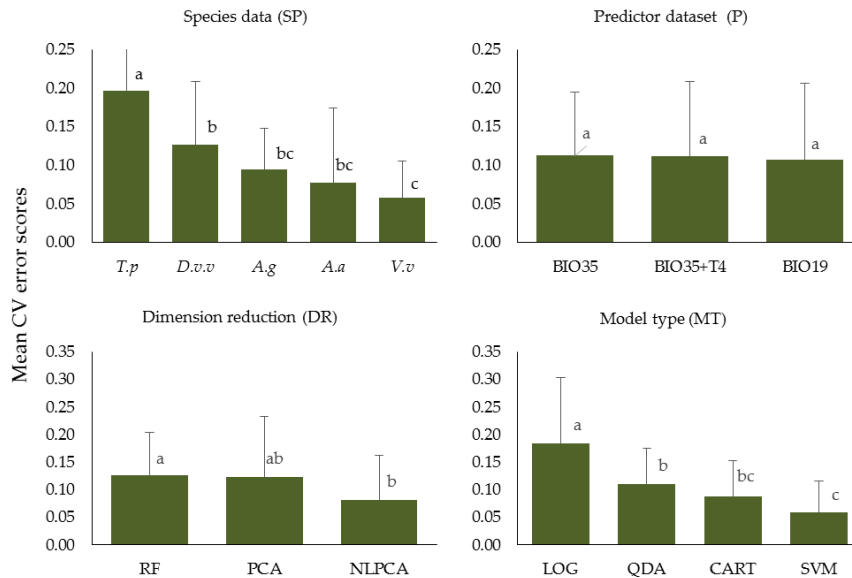 Species data (SP)
0.20
0.15
0.10
0.05
0.00
a
b
bc
bc
c
T.p D.v.v A.g A.a V.v
Predictor dataset (P)
0.20
0.15
0.10
0.05
0.00
a
a
a
BIO35 BIO35+T4 BIO19
Mean CV error scores
Dimension reduction (DR)
0.35
0.30
0.25
0.20
0.15
0.10
0.05
0.00
a
ab
b
RF PCA NLPCA
Model type (MT)
0.35
0.30
0.25
0.20
0.15
0.10
0.05
0.00
a
b
bc
c
LOG QDA CART SVM